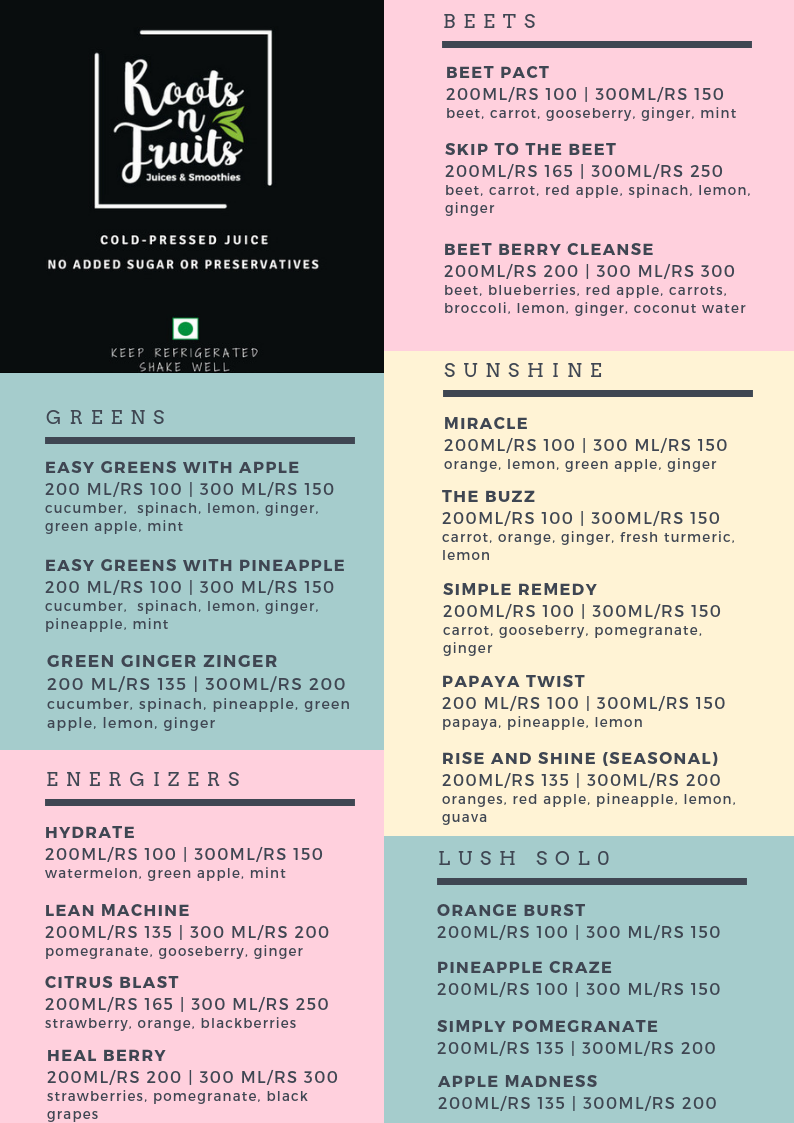 Roots
n
Fruits
Juices & Smoothies
COLD-PRESSED JUICE
NO ADDED SUGAR OR PRESERVATIVES
KEEP REFRIGERATED
SHAKE WELL
GREENS
EASY GREENS WITH APPLE
200 ML/RS 100 | 300 ML/RS 150
cucumber, spinach, lemon, ginger,
green apple, mint
EASY GREENS WITH PINEAPPLE
200 ML/RS 100 | 300 ML/RS 150
cucumber, spinach, lemon, ginger,
pineapple, mint
GREEN GINGER ZINGER
200 ML/RS 135 | 300ML/RS 200
cucumber, spinach, pineapple, green
apple, lemon, ginger
ENERGIZERS
HYDRATE
200ML/RS 100 | 300ML/RS 150
watermelon, green apple, mint
LEAN MACHINE
200ML/RS 135 | 300 ML/RS 200
pomegranate, gooseberry, ginger
CITRUS BLAST
200ML/RS 165 | 300 ML/RS 250
strawberry, orange, blackberries
HEAL BERRY
200ML/RS 200 | 300 ML/RS 300
strawberries, pomegranate, black
grapes
BEETS
BEET PACT
200ML/RS 100 | 300ML/RS 150
beet, carrot, gooseberry, ginger, mint
SKIP TO THE BEET
200ML/RS 165 | 300ML/RS 250
beet, carrot, red apple, spinach, lemon,
ginger
BEET BERRY CLEANSE
200ML/RS 200 | 300 ML/RS 300
beet, blueberries, red apple, carrots,
broccoli, lemon, ginger, coconut water
SUNSHINE
MIRACLE
200ML/RS 100 | 300 ML/RS 150
orange, lemon, green apple, ginger
THE BUZZ
200ML/RS 100 | 300ML/RS 150
carrot, orange, ginger, fresh turmeric,
lemon
SIMPLE REMEDY
200ML/RS 100 | 300ML/RS 150
carrot, gooseberry, pomegranate,
ginger
PAPAYA TWIST
200 ML/RS 100 | 300ML/RS 150
papaya, pineapple, lemon
RISE AND SHINE (SEASONAL)
200ML/RS 135 | 300ML/RS 200
oranges, red apple, pineapple, lemon,
guava
LUSH SOL0
ORANGE BURST
200ML/RS 100 | 300 ML/RS 150
PINEAPPLE CRAZE
200ML/RS 100 | 300 ML/RS 150
SIMPLY POMEGRANATE
200ML/RS 135 | 300ML/RS 200
APPLE MADNESS
200ML/RS 135 | 300ML/RS 200